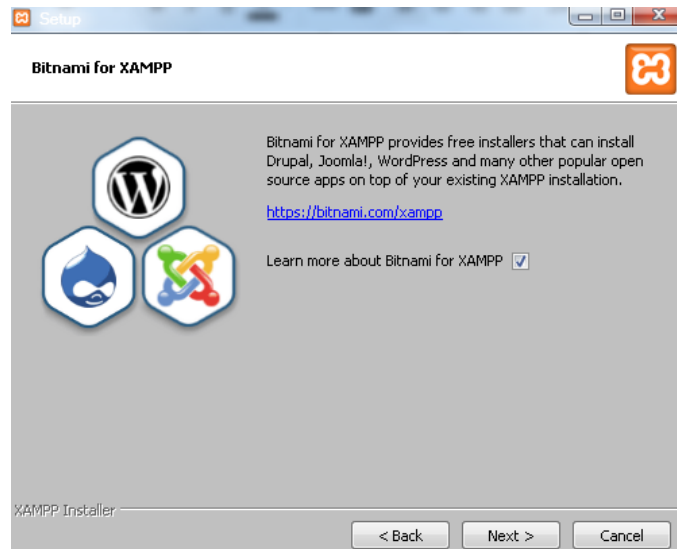 Setup
Bitnami for XAMPP
Bitnami for XAMPP provides free installers that can install
Drupal, Joomla!, WordPress and many other popular open
source apps on top of your existing XAMPP installation.
https://bitnami.com/xampp
Learn more about Bitnami for XAMPP
XAMPP Installer
< Back
Next >
Cancel